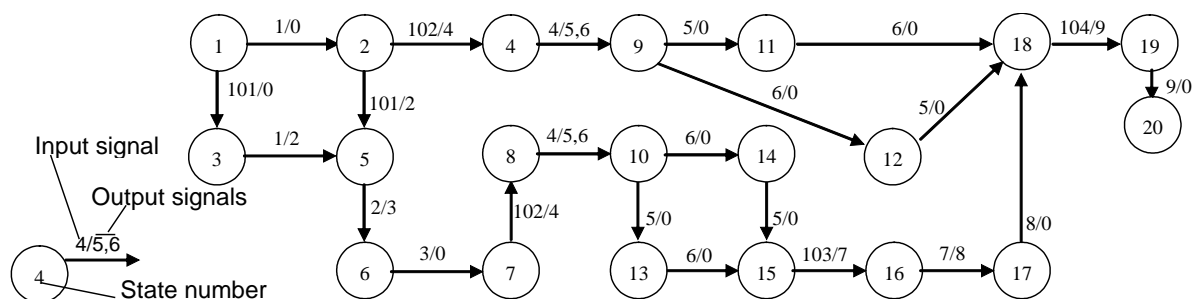 1 1/0 2 102/4 4 4/5,6 9 5/0 11 6/0 18 104/9 19
101/0 101/2 6/0 9/0
5/0 20
3 1/2 5 8 4/5,6 10 6/0 14 12
Input signal
Output signals
2/3 102/4 5/0 5/0 8/0
4/5,6
4 6 3/0 7 13 6/0 15 103/7 16 7/8 17
State number